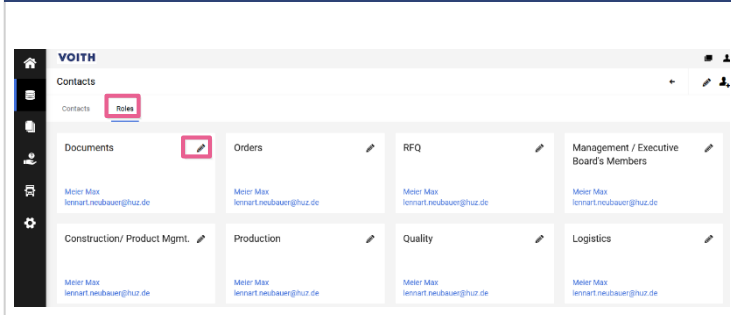 VOITH
Contacts
Contacts Roles
Documents
Meier Max
lennart.neubauer@huz.de
Orders
Meier Max
lennart.neubauer@huz.de
RFQ
Meier Max
lennart.neubauer@huz.de
Management / Executive
Board's Members
Meier Max
lennart.neubauer@huz.de
Construction/ Product Mgmt.
Meier Max
lennart.neubauer@huz.de
Production
Meier Max
lennart.neubauer@huz.de
Quality
Meier Max
lennart.neubauer@huz.de
Logistics
Meier Max
lennart.neubauer@huz.de